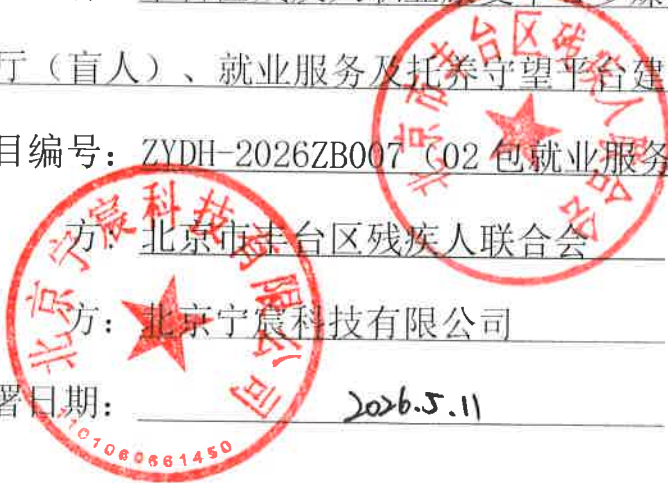 厅（盲人）、就业服务及托养守望平台建
目编号：ZYDH-2026ZB007（02包就业服务
方：北京市丰台区残疾人联合会
方：北京宁宸科技有限公司
署日期：2026.5.11
北京市丰台区残疾人联合会
北京宁宸科技有限公司
1101060661450